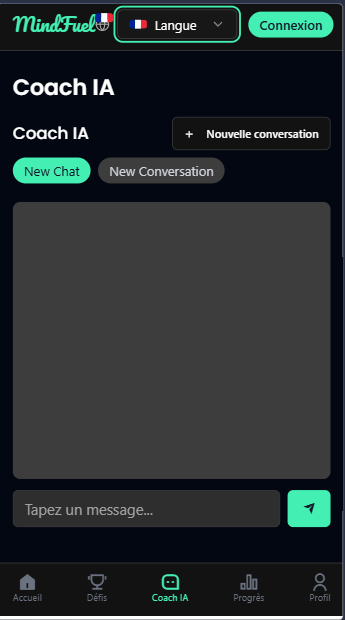 MindFuel
Langue
Connexion
Coach IA
Coach IA
+ Nouvelle conversation
New Chat
New Conversation
Tapez un message...
Accueil
Défis
Coach IA
Progrès
Profil